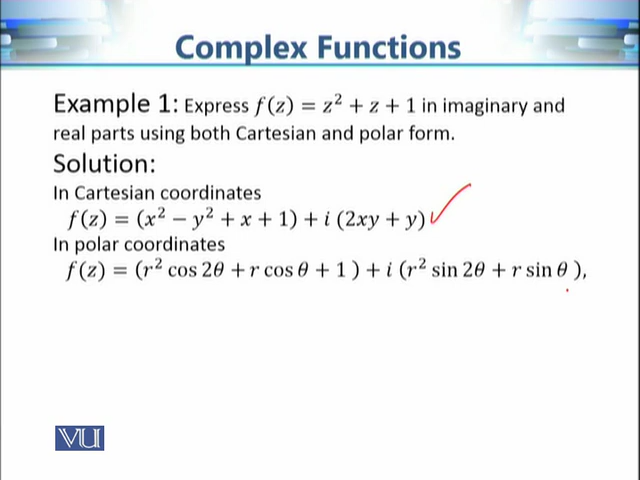 Complex Functions
Example 1: Express f(z) = z² + z + 1 in imaginary and
real parts using both Cartesian and polar form.
Solution:
In Cartesian coordinates
f(z) = (x² − y² + x + 1) + i (2xy + y)
In polar coordinates
f(z) = (r² cos 2θ + r cos θ + 1 ) + i (r² sin 2θ + r sin θ ),
VU